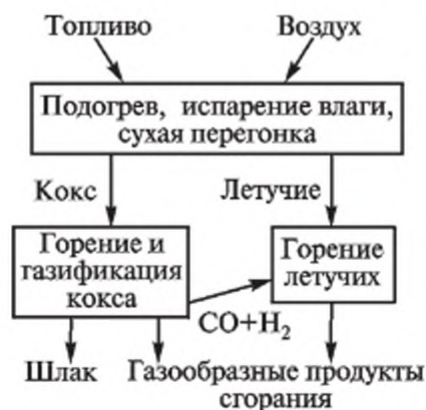 Топливо
Воздух
Подогрев, испарение влаги,
сухая перегонка
Кокс
Летучие
Горение и
газификация
кокса
Горение
летучих
CO+H₂
Шлак
Газообразные продукты
сгорания